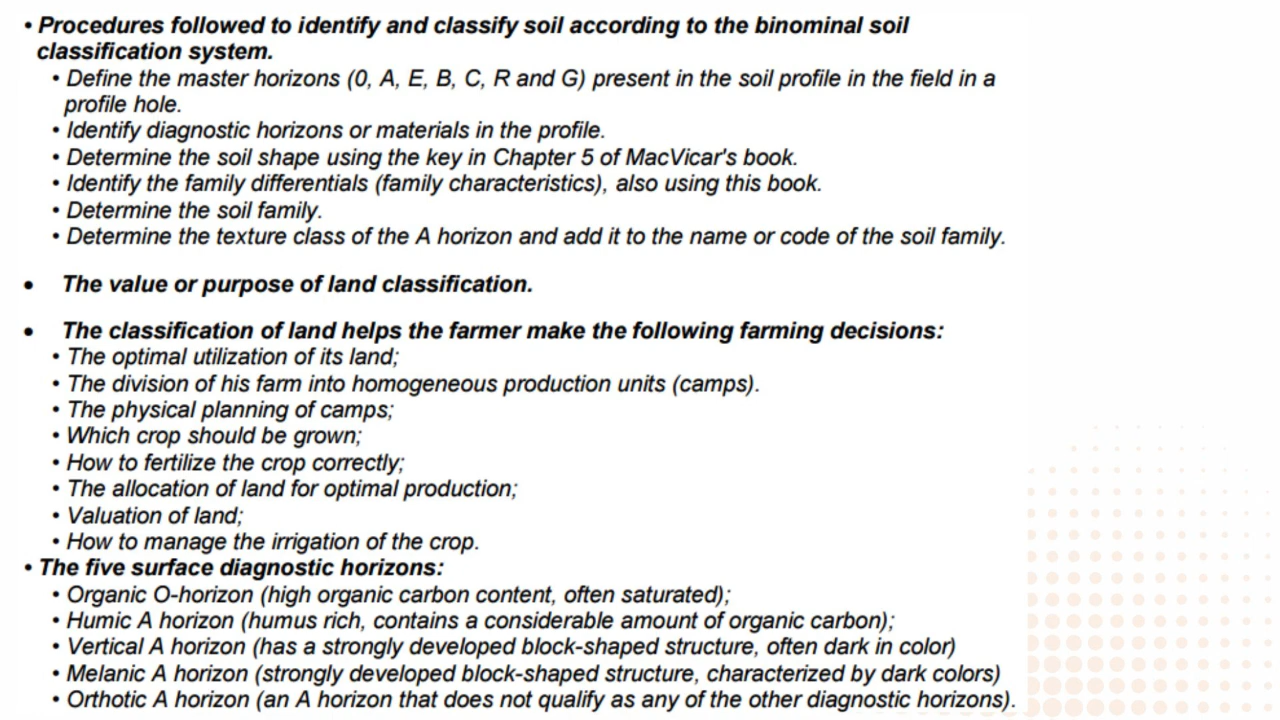 • Procedures followed to identify and classify soil according to the binominal soil
classification system.
• Define the master horizons (0, A, E, B, C, R and G) present in the soil profile in the field in a
profile hole.
• Identify diagnostic horizons or materials in the profile.
• Determine the soil shape using the key in Chapter 5 of MacVicar's book.
• Identify the family differentials (family characteristics), also using this book.
• Determine the soil family.
• Determine the texture class of the A horizon and add it to the name or code of the soil family.
• The value or purpose of land classification.
• The classification of land helps the farmer make the following farming decisions:
• The optimal utilization of its land;
• The division of his farm into homogeneous production units (camps).
• The physical planning of camps;
• Which crop should be grown;
• How to fertilize the crop correctly;
• The allocation of land for optimal production;
• Valuation of land;
• How to manage the irrigation of the crop.
• The five surface diagnostic horizons:
• Organic O-horizon (high organic carbon content, often saturated);
• Humic A horizon (humus rich, contains a considerable amount of organic carbon);
• Vertical A horizon (has a strongly developed block-shaped structure, often dark in color)
• Melanic A horizon (strongly developed block-shaped structure, characterized by dark colors)
• Orthotic A horizon (an A horizon that does not qualify as any of the other diagnostic horizons).